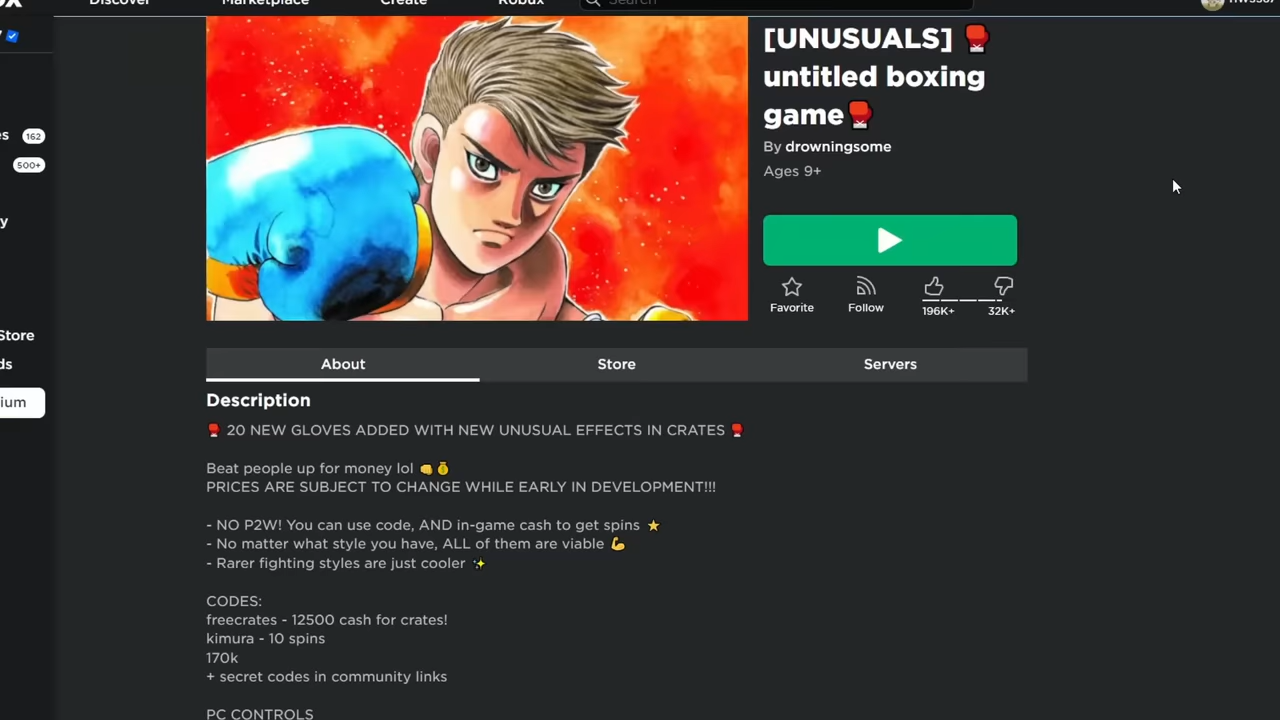 Discover Marketplace Create Robux Search
[UNUSUALS] 🥊
untitled boxing
game🥊
By drowningsome
Ages 9+
162
500+
Favorite Follow 196K+ 32K+
Store
About Store Servers
Description
🥊 20 NEW GLOVES ADDED WITH NEW UNUSUAL EFFECTS IN CRATES 🥊
Beat people up for money lol 👊💰
PRICES ARE SUBJECT TO CHANGE WHILE EARLY IN DEVELOPMENT!!!
- NO P2W! You can use code, AND in-game cash to get spins ⭐
- No matter what style you have, ALL of them are viable 💪
- Rarer fighting styles are just cooler ✨
CODES:
freecrates - 12500 cash for crates!
kimura - 10 spins
170k
+ secret codes in community links
PC CONTROLS